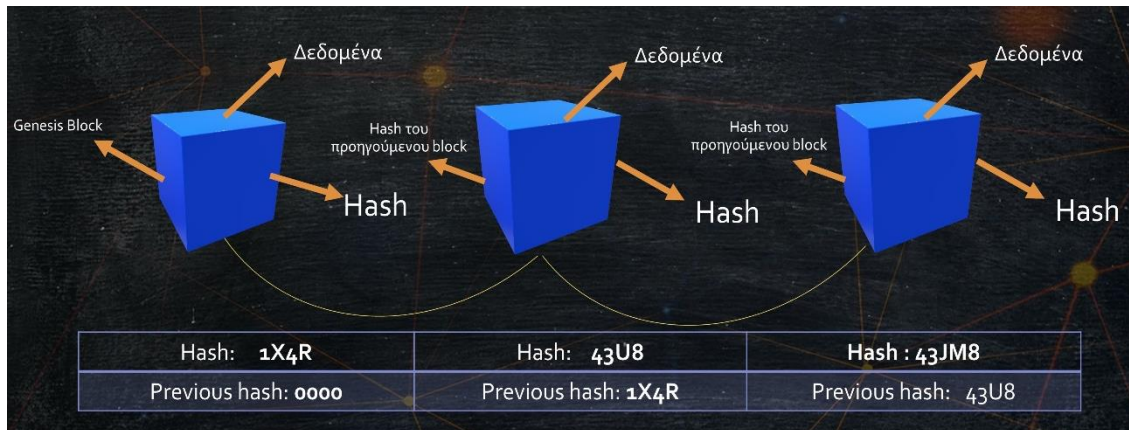 Δεδομένα
Δεδομένα
Δεδομένα
Genesis Block
Hash του
προηγούμενου block
Hash του
προηγούμενου block
Hash
Hash
Hash
Hash: 1X4R
Hash: 43U8
Hash : 43JM8
Previous hash: 0000
Previous hash: 1X4R
Previous hash: 43U8